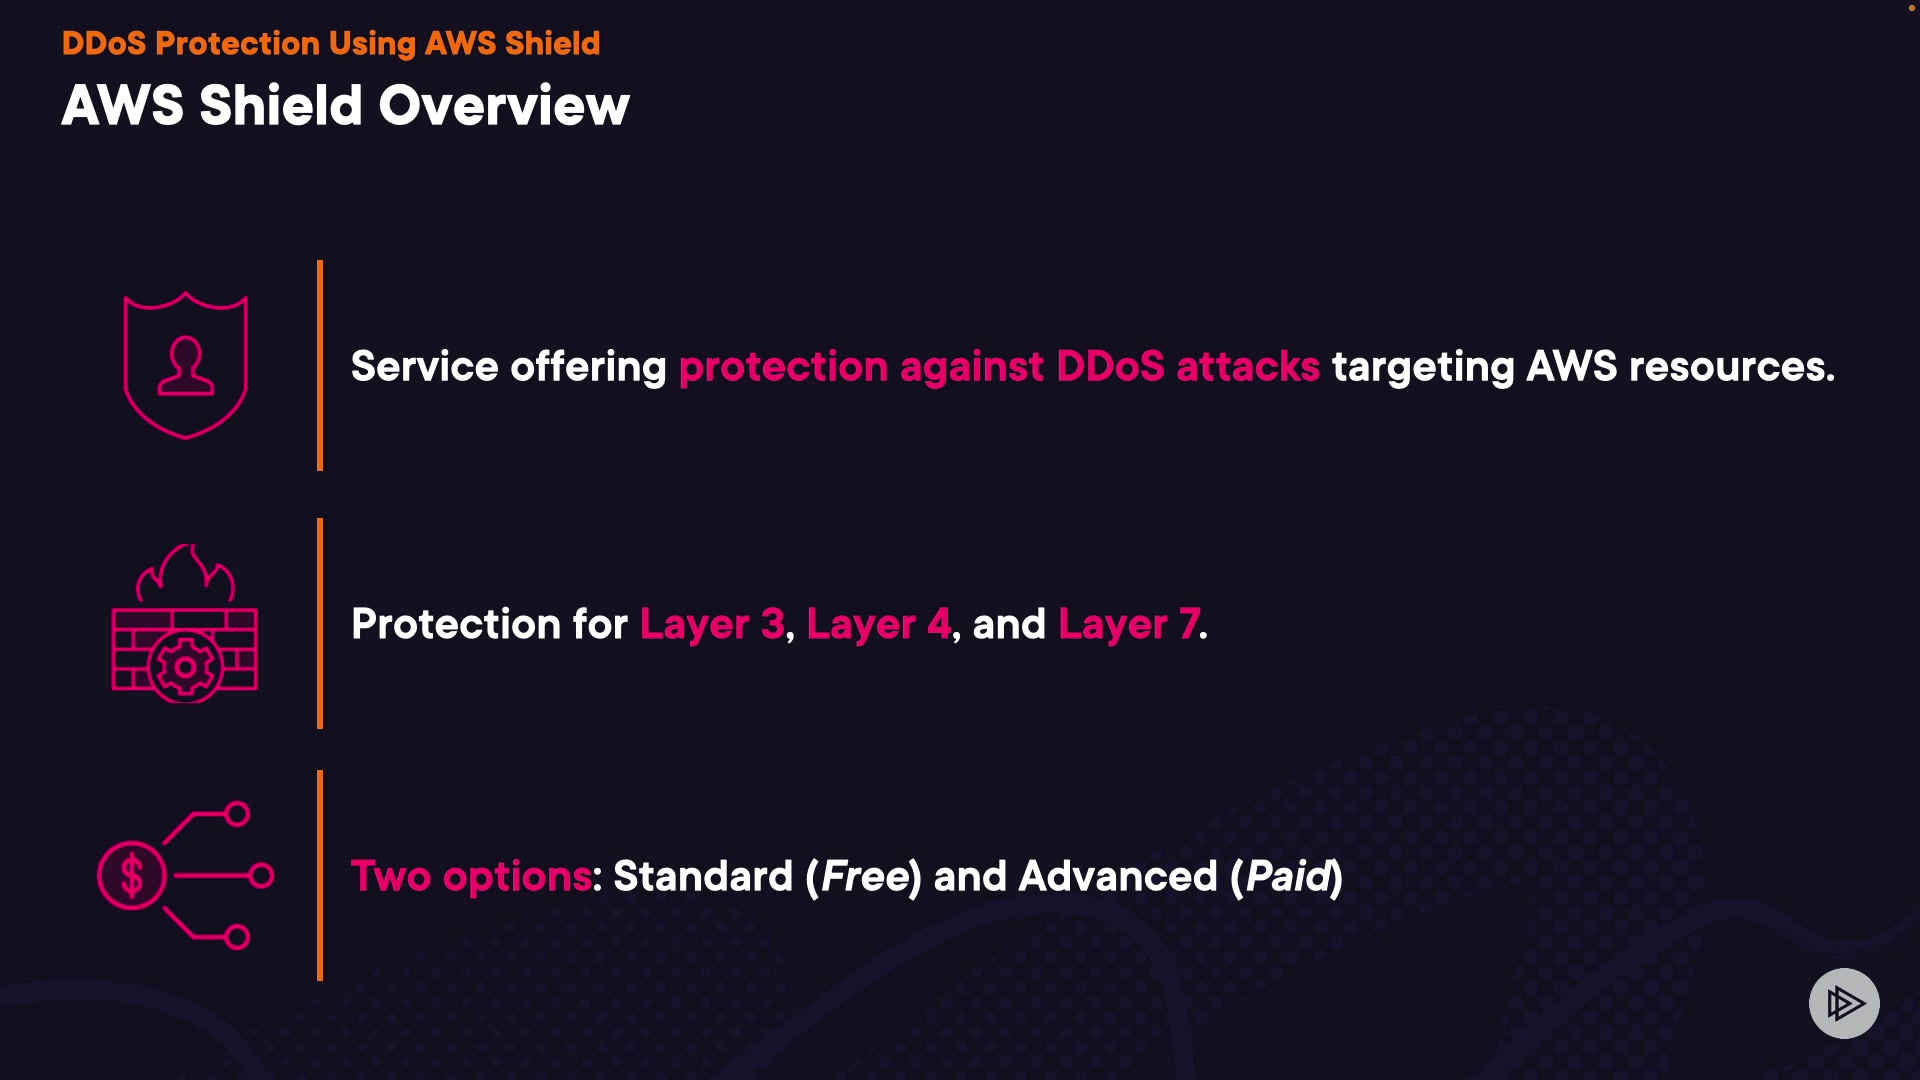 DDoS Protection Using AWS Shield
AWS Shield Overview
Service offering protection against DDoS attacks targeting AWS resources.
Protection for Layer 3, Layer 4, and Layer 7.
$
Two options: Standard (Free) and Advanced (Paid)